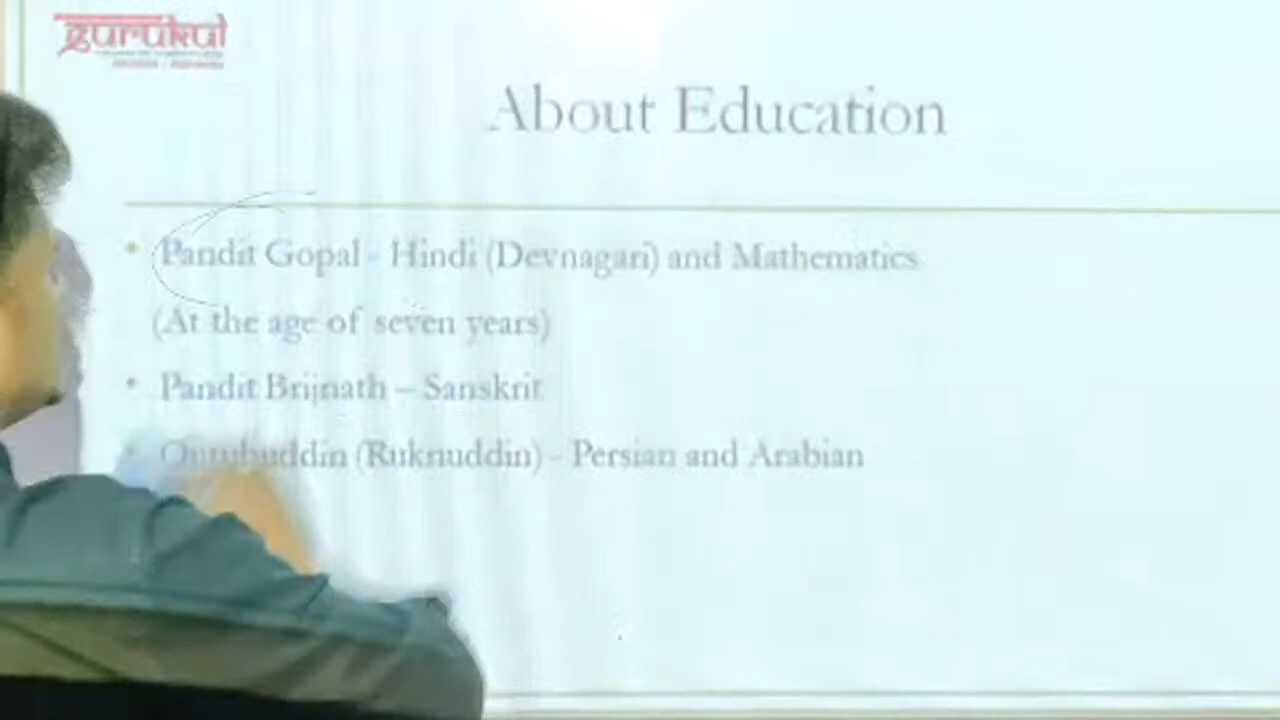 gurukul
About Education
• Pandit Gopal - Hindi (Devnagari) and Mathematics
(At the age of seven years)
• Pandit Brijnath – Sanskrit
• Qutubuddin (Ruknuddin) - Persian and Arabian